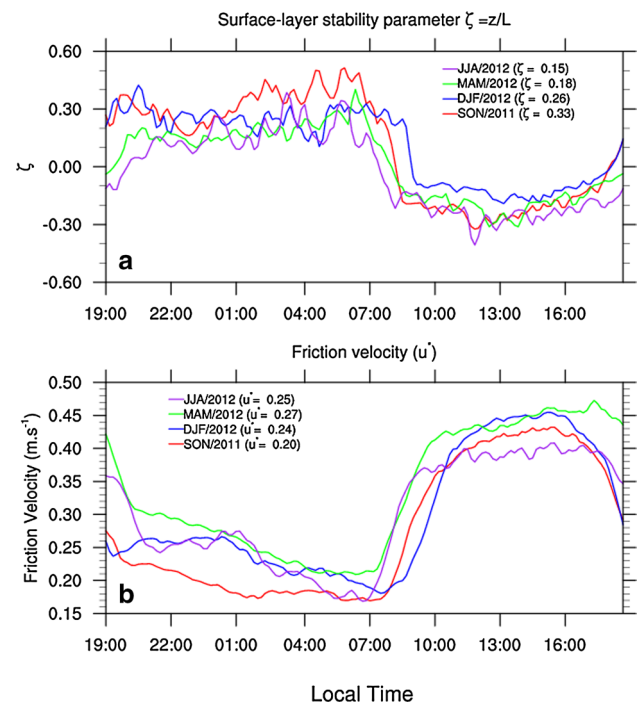 Surface-layer stability parameter ζ =z/L
0.60
0.30
0.00
-0.30
-0.60
ζ
JJA/2012 (ζ = 0.15)
MAM/2012 (ζ = 0.18)
DJF/2012 (ζ = 0.26)
SON/2011 (ζ = 0.33)
a
19:00 22:00 01:00 04:00 07:00 10:00 13:00 16:00
Friction velocity (u*)
0.50
0.45
0.40
0.35
0.30
0.25
0.20
0.15
Friction Velocity (m.s⁻¹)
JJA/2012 (u*= 0.25)
MAM/2012 (u*= 0.27)
DJF/2012 (u*= 0.24)
SON/2011 (u*= 0.20)
b
19:00 22:00 01:00 04:00 07:00 10:00 13:00 16:00
Local Time